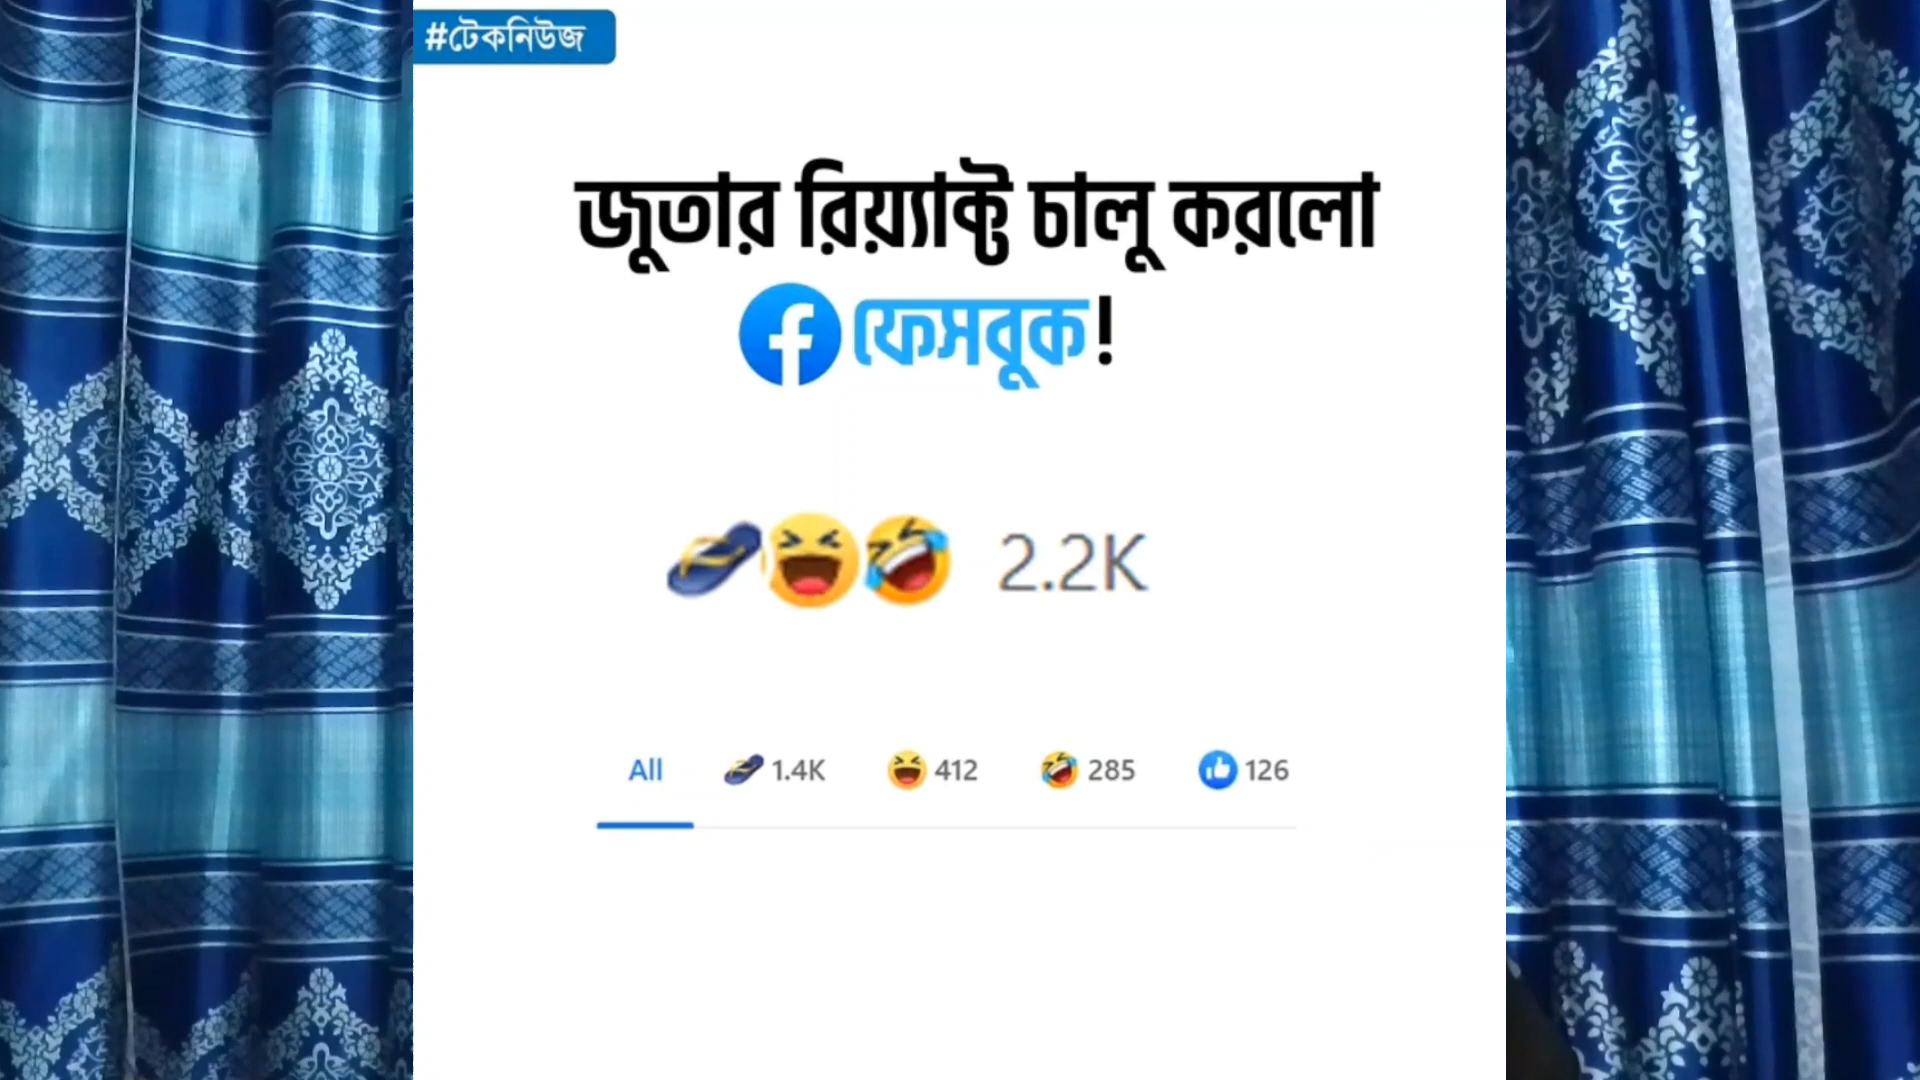 #টেকনিউজ
জুতার রিয়্যাক্ট চালু করলো
ফেসবুক!
2.2K
All 1.4K 412 285 126